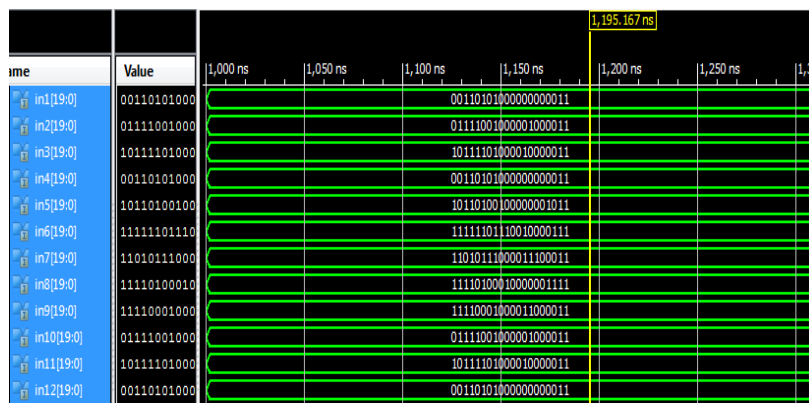 1,195.167 ns
ame Value 1,000 ns 1,050 ns 1,100 ns 1,150 ns 1,200 ns 1,250 ns 1,3
in1[19:0] 00110101000 00110101000000000011
in2[19:0] 01111001000 01111001000001000011
in3[19:0] 10111101000 10111101000010000011
in4[19:0] 00110101000 00110101000000000011
in5[19:0] 10110100100 10110100100000001011
in6[19:0] 11111101110 11111101110010000111
in7[19:0] 11010111000 11010111000011100011
in8[19:0] 11110100010 11110100010000001111
in9[19:0] 11110001000 11110001000011000011
in10[19:0] 01111001000 01111001000001000011
in11[19:0] 10111101000 10111101000010000011
in12[19:0] 00110101000 00110101000000000011